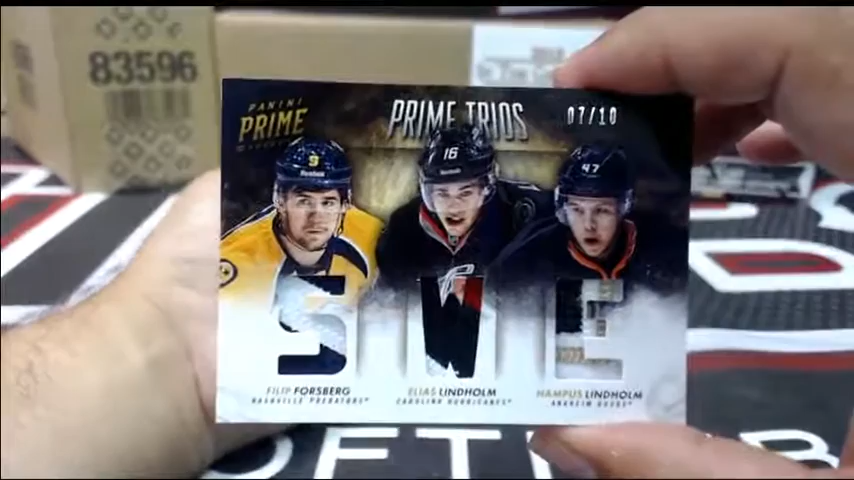 83596
PANINI
PRIME
PRIME TRIOS
07/10
9
16
47
Reebok
S W E
FILIP FORSBERG
NASHVILLE PREDATORS
ELIAS LINDHOLM
CAROLINA HURRICANES
HAMPUS LINDHOLM
ANAHEIM DUCKS